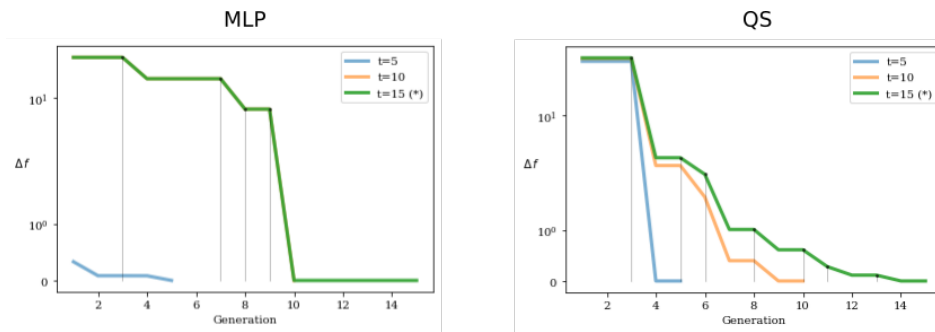 MLP
t=5
t=10
t=15 (*)
10¹
Δf
10⁰
0
2 4 6 8 10 12 14
Generation
QS
t=5
t=10
t=15 (*)
10¹
Δf
10⁰
0
2 4 6 8 10 12 14
Generation